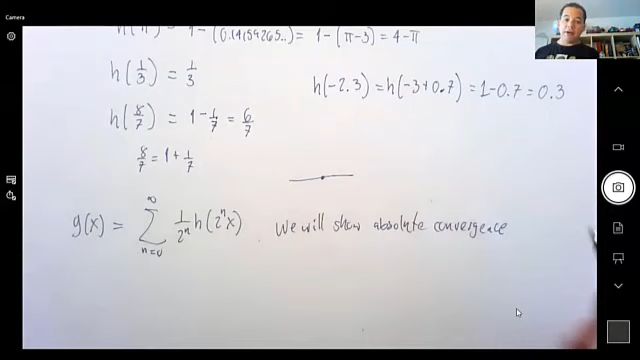 Camera
h(π) = 1 - (0.14159265..) = 1 - (π-3) = 4-π
h(1/3) = 1/3
h(-2.3) = h(-3+0.7) = 1-0.7 = 0.3
h(8/7) = 1 - 1/7 = 6/7
8/7 = 1 + 1/7
g(x) = ∑_{n=0}^{∞} 1/2^n h(2^n x) We will show absolute convergence